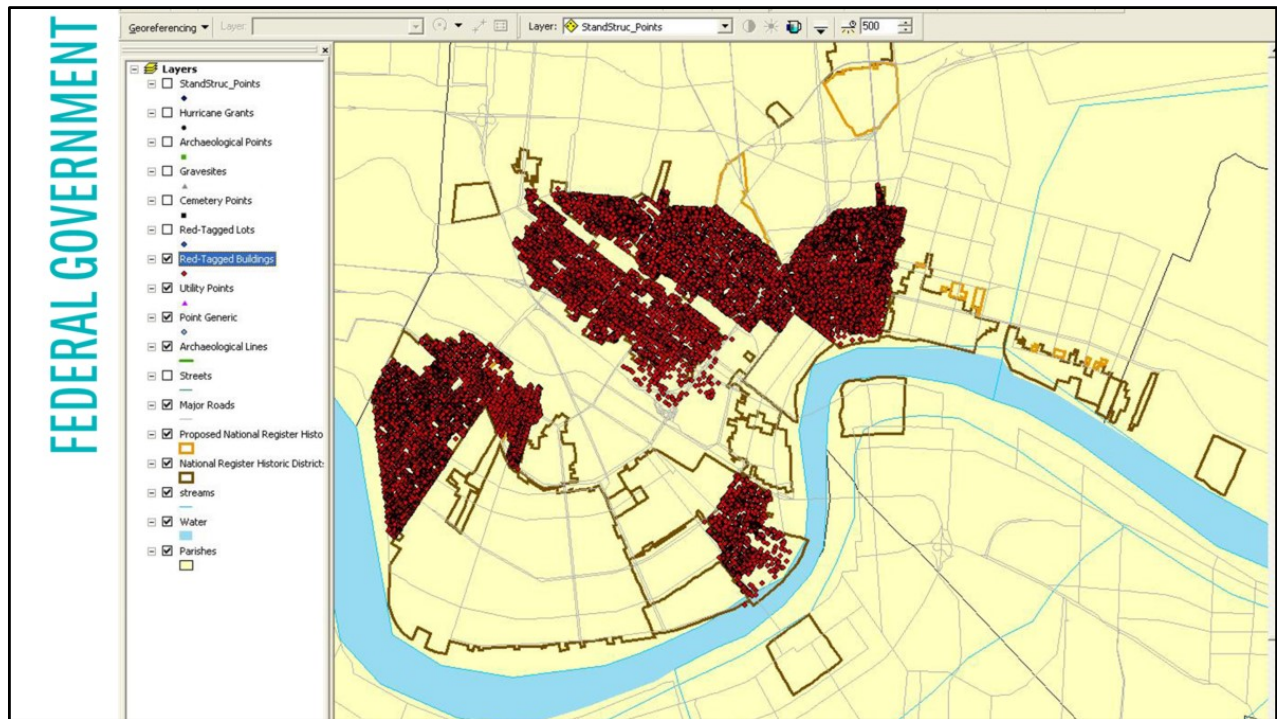 FEDERAL GOVERNMENT
Georeferencing Layer: Layer: StandStruc_Points 500
Layers
StandStruc_Points
Hurricane Grants
Archaeological Points
Gravesites
Cemetery Points
Red-Tagged Lots
Red-Tagged Buildings
Utility Points
Point Generic
Archaeological Lines
Streets
Major Roads
Proposed National Register Histo
National Register Historic Districts
streams
Water
Parishes